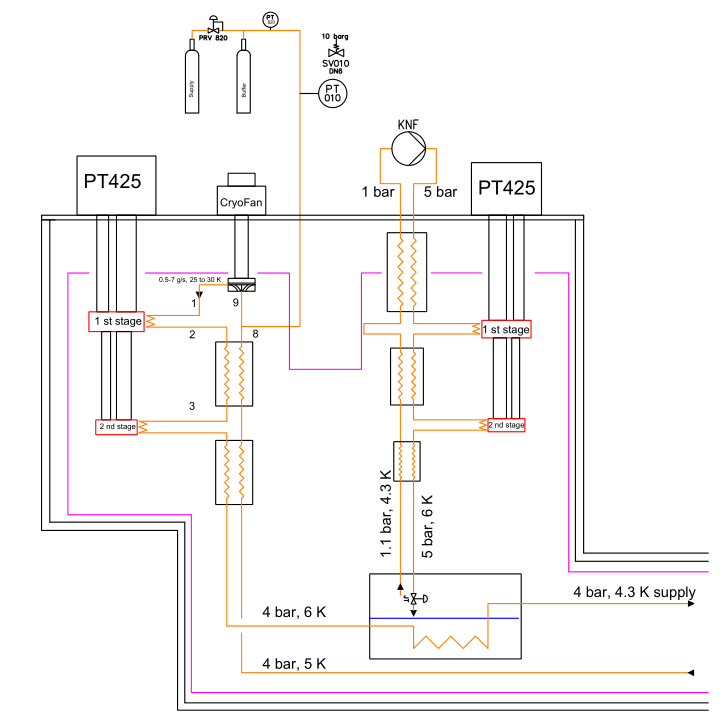 PT
820
PRV 820
10 barg
SV010
DN6
Supply
Buffer
PT
010
KNF
PT425
CryoFan
1 bar
5 bar
PT425
0.5-7 g/s, 25 to 30 K
1
9
1 st stage
2
8
1 st stage
3
2 nd stage
2 nd stage
1.1 bar, 4.3 K
5 bar, 6 K
4 bar, 4.3 K supply
4 bar, 6 K
4 bar, 5 K